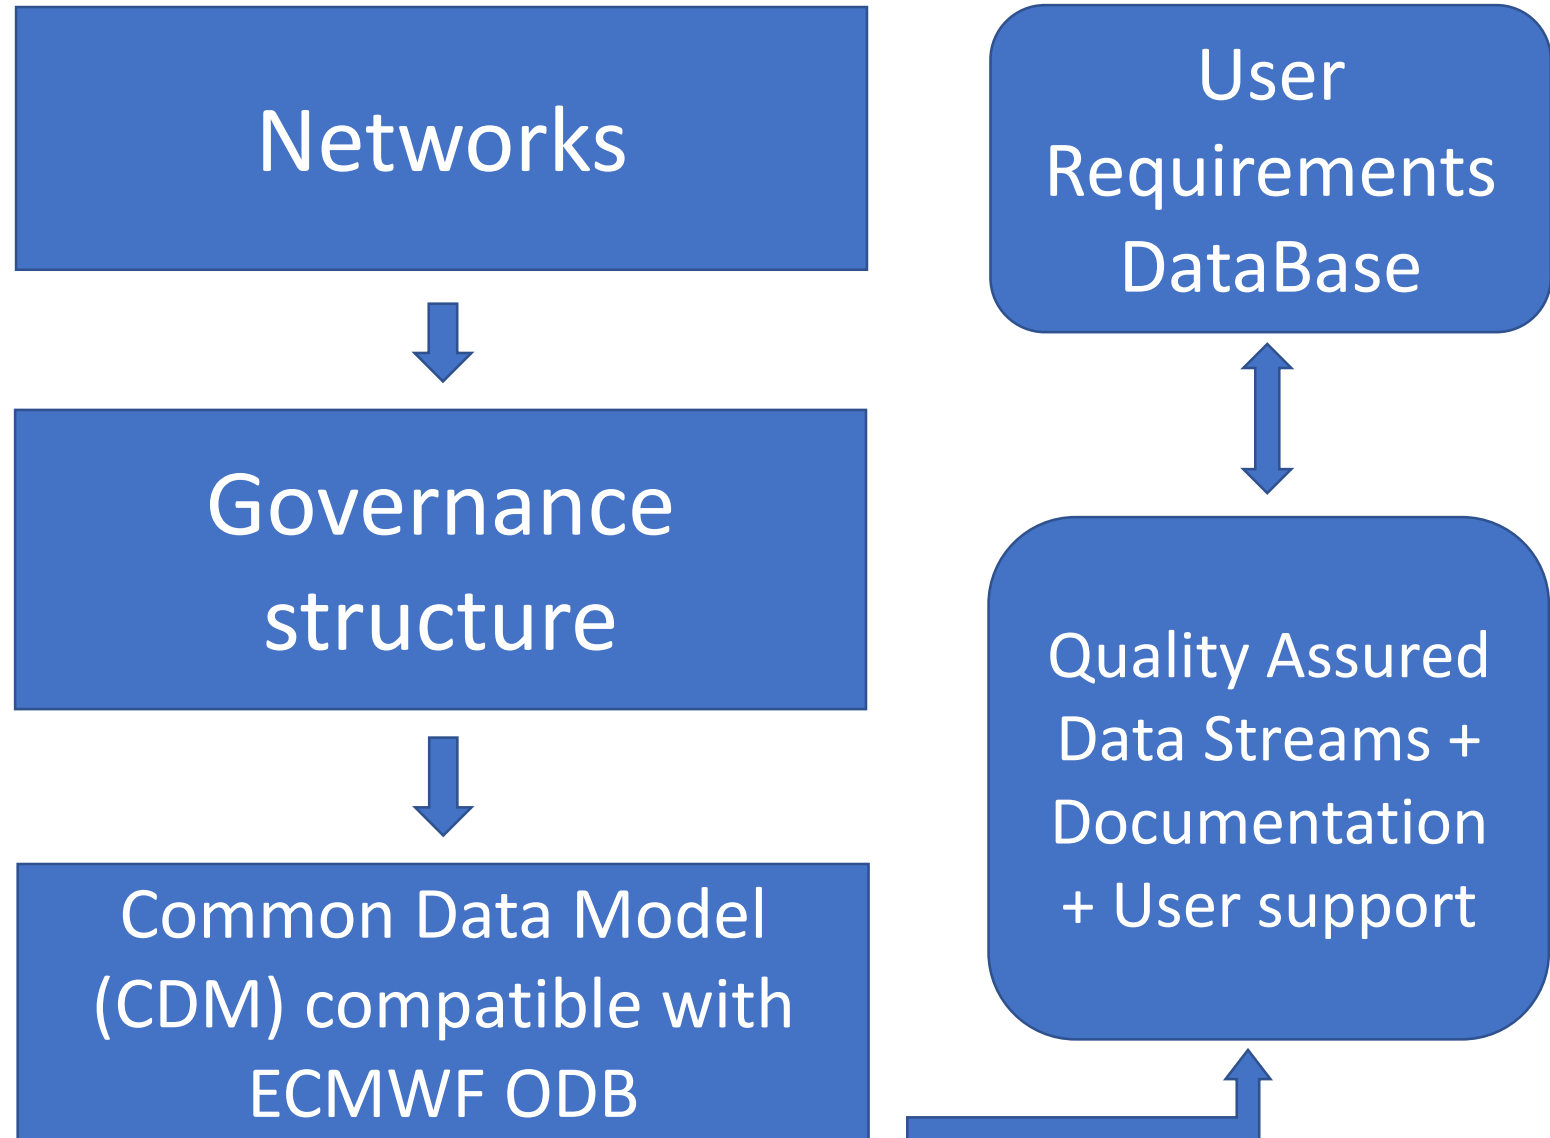 Networks
Governance
structure
Common Data Model
(CDM) compatible with
ECMWF ODB
User
Requirements
DataBase
Quality Assured
Data Streams +
Documentation
+ User support